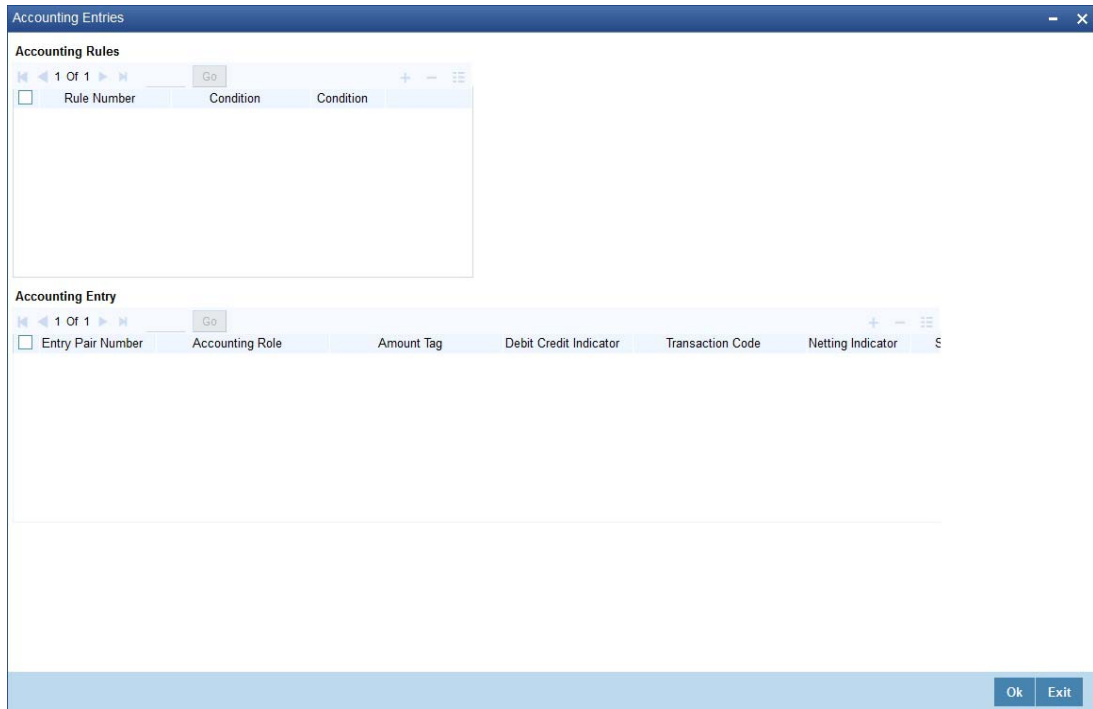 Accounting Entries
Accounting Rules
1 Of 1 Go
Rule Number Condition Condition
Accounting Entry
1 Of 1 Go
Entry Pair Number Accounting Role Amount Tag Debit Credit Indicator Transaction Code Netting Indicator S
Ok Exit